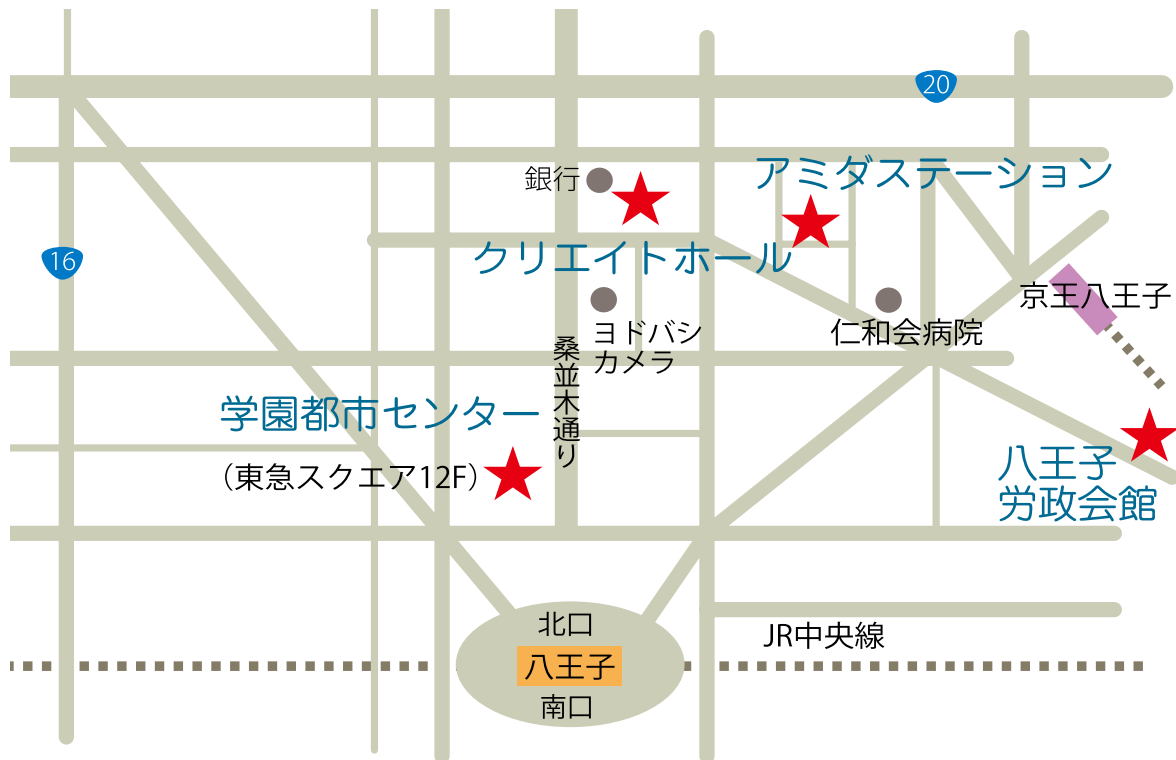 20
アミダステーション
銀行
クリエイトホール
16
京王八王子
ヨドバシ
カメラ
仁和会病院
桑並木通り
学園都市センター
（東急スクエア12F）
八王子
労政会館
北口
八王子
南口
JR中央線